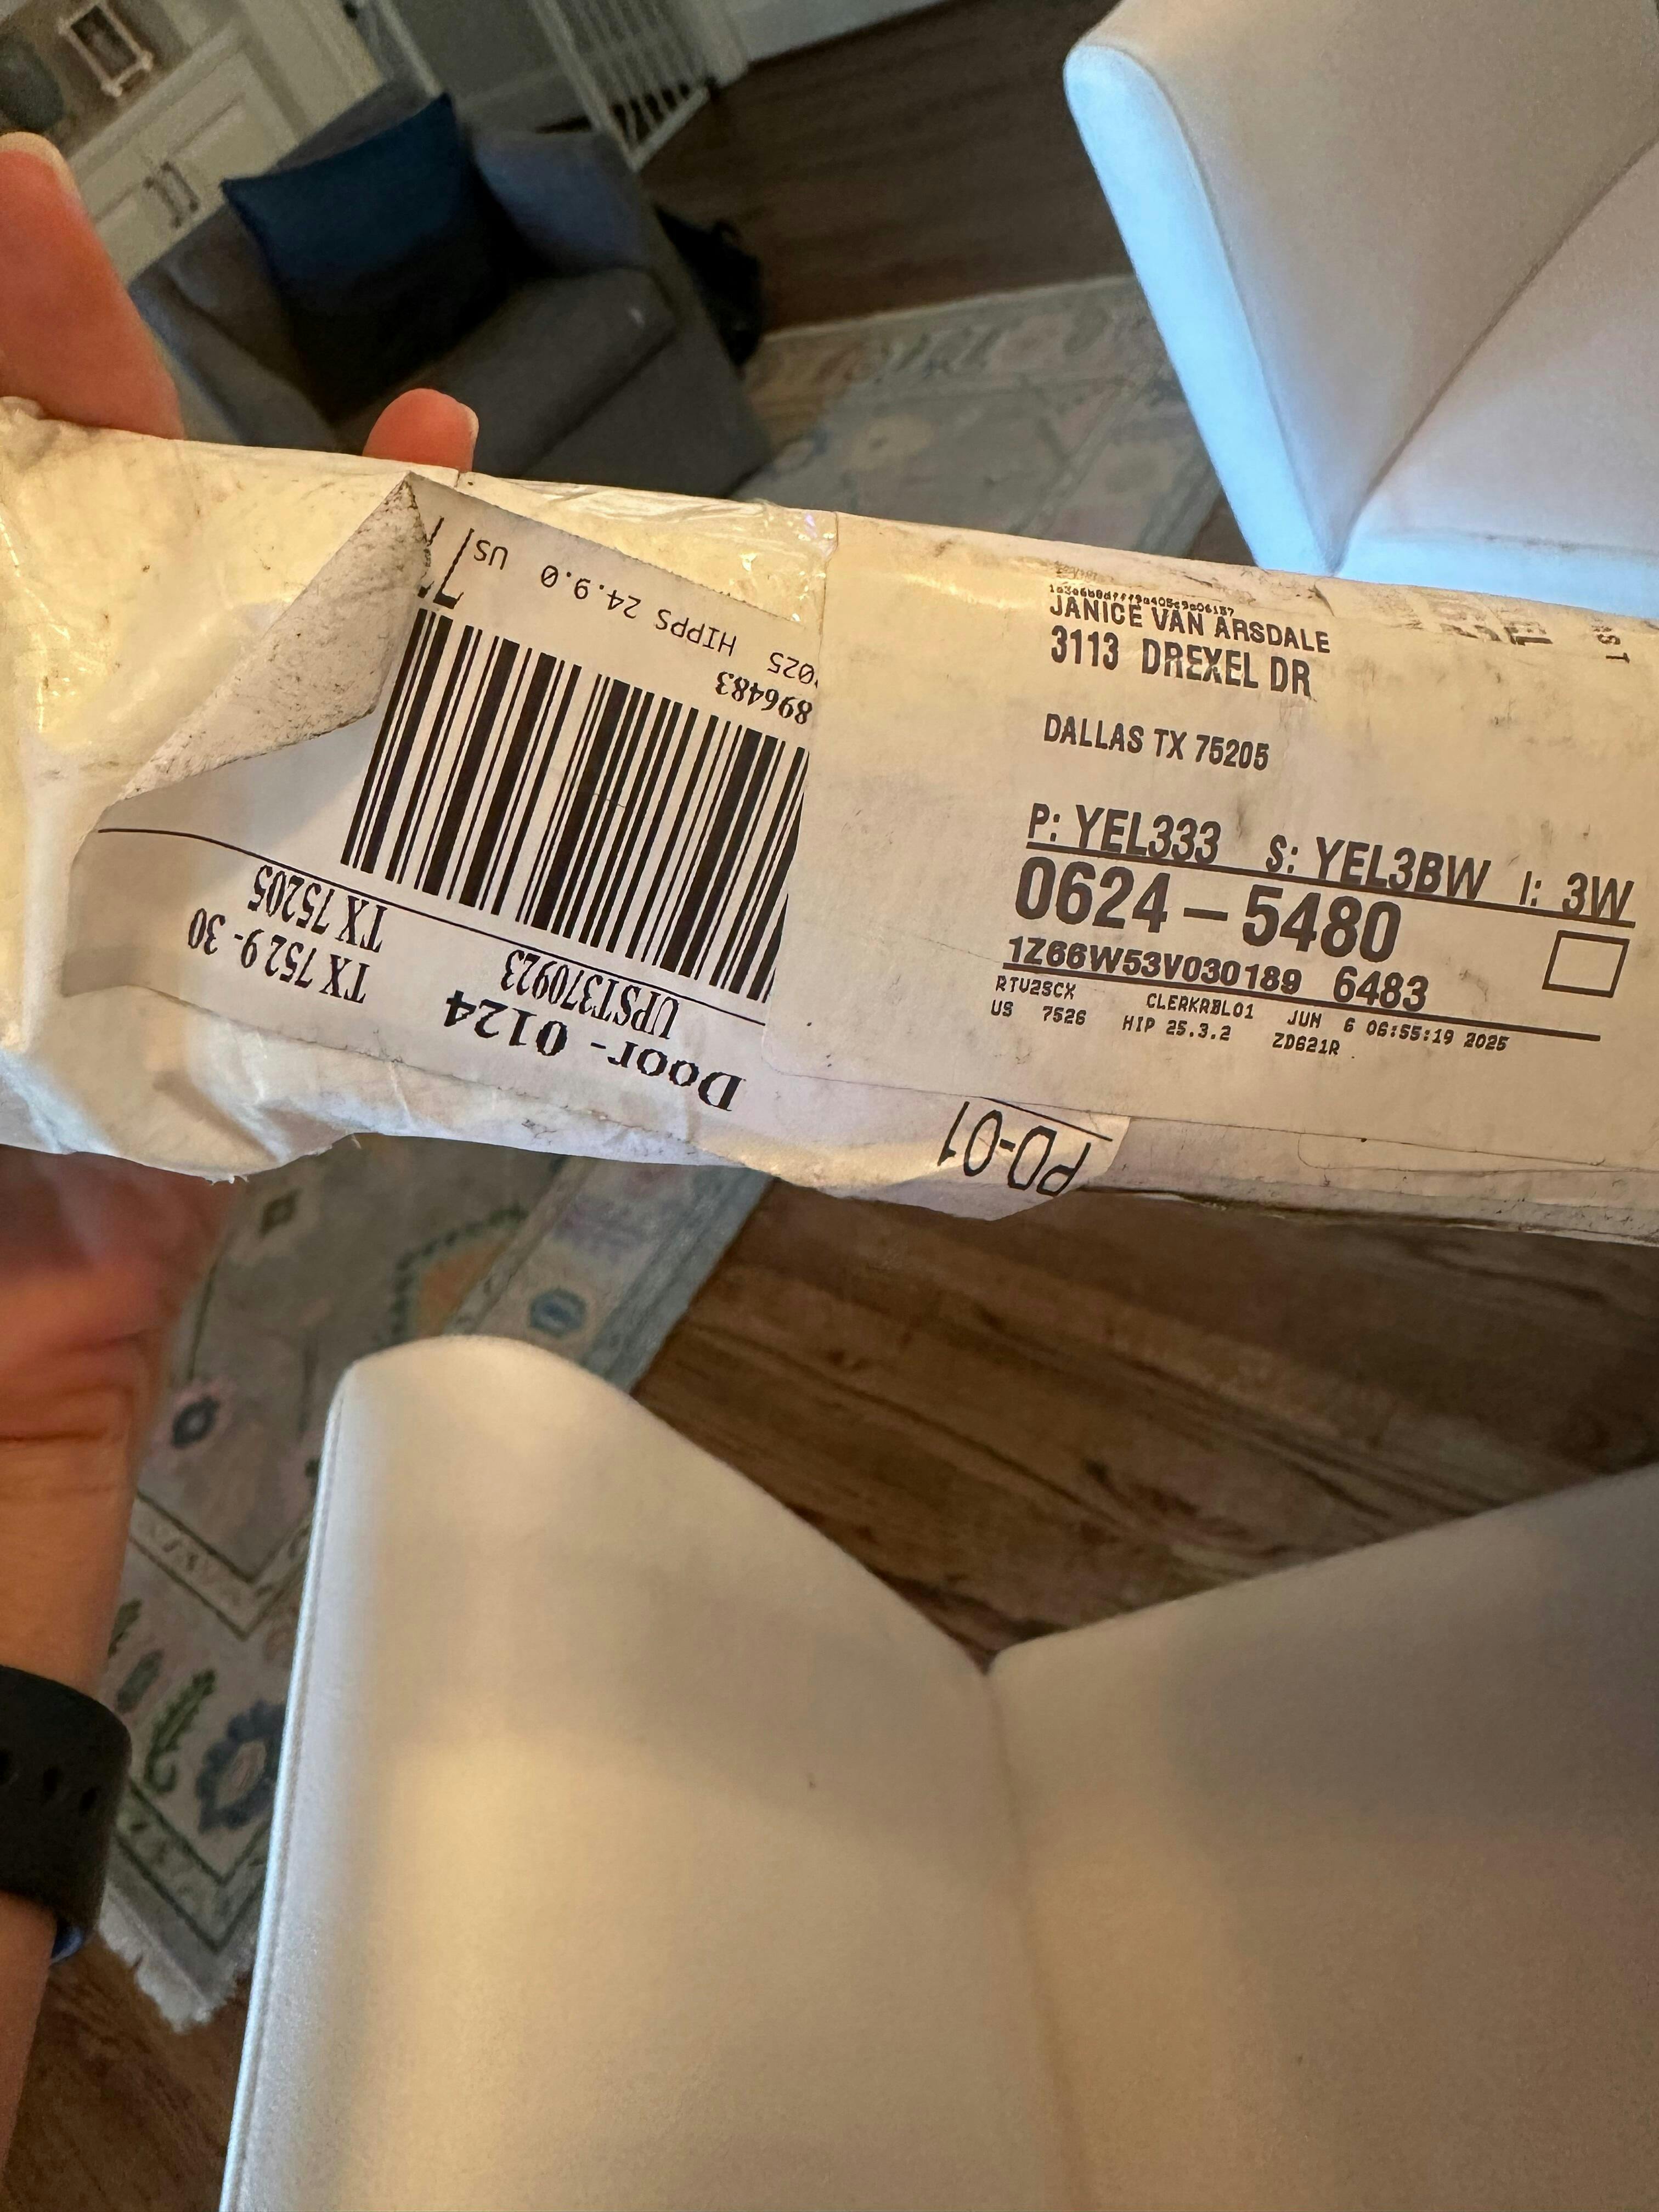 JANICE VAN ARSDALE
3113 DREXEL DR
DALLAS TX 75205
P: YEL333 S: YEL3BW I: 3W
0624-5480
1Z66W53V030189 6483
RTU2SCX CLERKRBL01 JUN 6 06:55:19 2025
US 7526 HIP 25.3.2 ZD621R
PD-01
Door- 0124
UPST370923
TX 752 9-30
TX 75205
896483
025 HIPPS 24.9.0 US